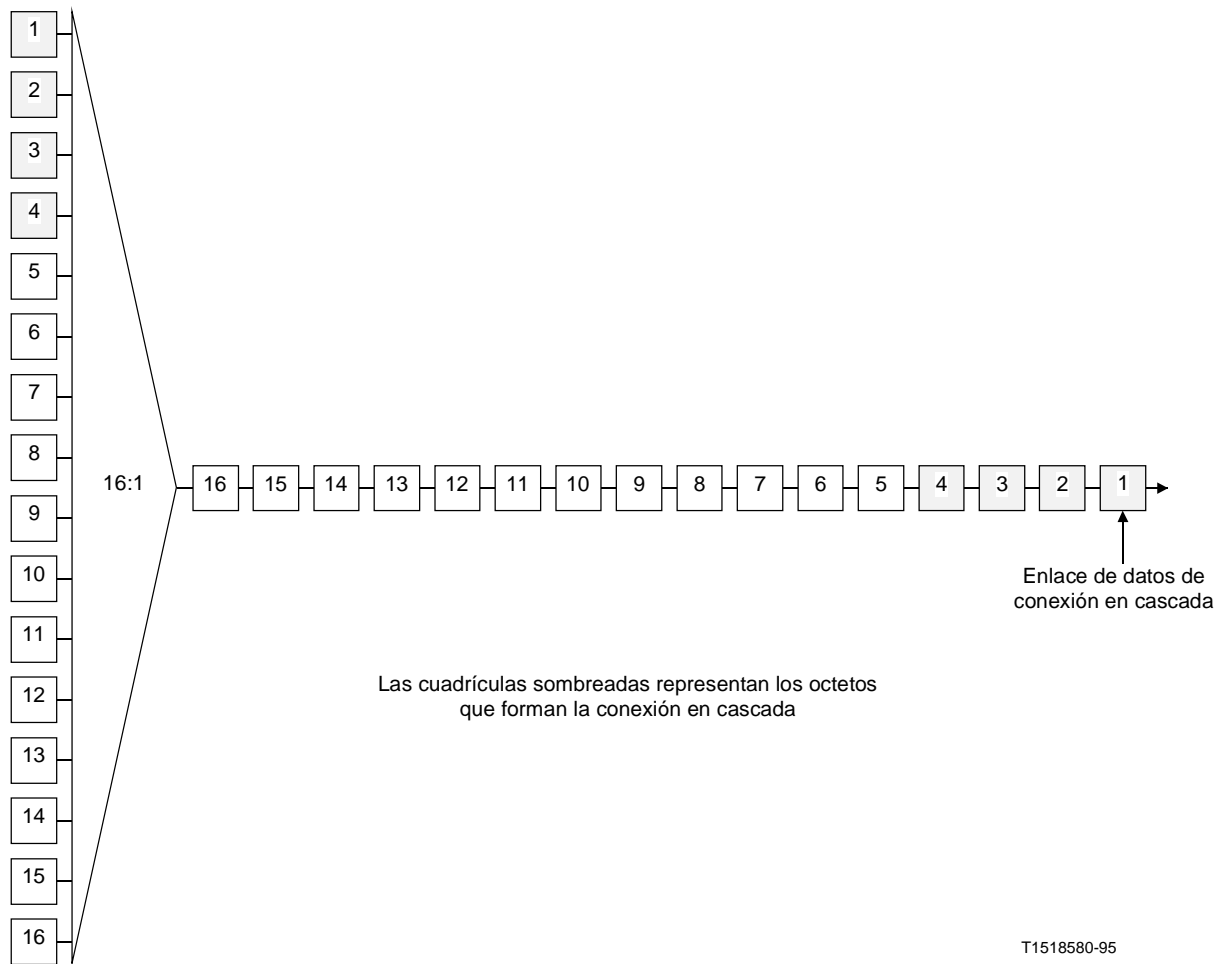 1
2
3
4
5
6
7
8
9
10
11
12
13
14
15
16
16:1
16 15 14 13 12 11 10 9 8 7 6 5 4 3 2 1
Enlace de datos de
conexión en cascada
Las cuadrículas sombreadas representan los octetos
que forman la conexión en cascada
T1518580-95